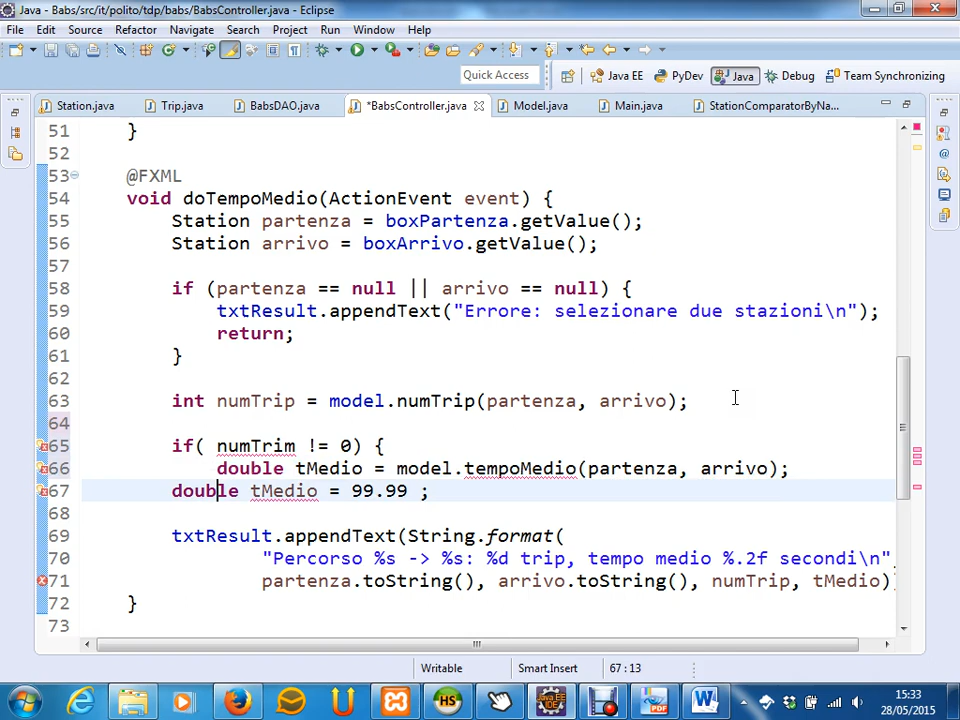 Java - Babs/src/it/polito/tdp/babs/BabsController.java - Eclipse
File Edit Source Refactor Navigate Search Project Run Window Help
Quick Access Java EE PyDev Java Debug Team Synchronizing
Station.java Trip.java BabsDAO.java *BabsController.java Model.java Main.java StationComparatorByNa...
51 }
52
53 @FXML
54 void doTempoMedio(ActionEvent event) {
55 Station partenza = boxPartenza.getValue();
56 Station arrivo = boxArrivo.getValue();
57
58 if (partenza == null || arrivo == null) {
59 txtResult.appendText("Errore: selezionare due stazioni\n");
60 return;
61 }
62
63 int numTrip = model.numTrip(partenza, arrivo);
64
65 if( numTrim != 0) {
66 double tMedio = model.tempoMedio(partenza, arrivo);
67 double tMedio = 99.99 ;
68
69 txtResult.appendText(String.format(
70 "Percorso %s -> %s: %d trip, tempo medio %.2f secondi\n",
71 partenza.toString(), arrivo.toString(), numTrip, tMedio)
72 }
73
Writable Smart Insert 67 : 13
15:33
28/05/2015